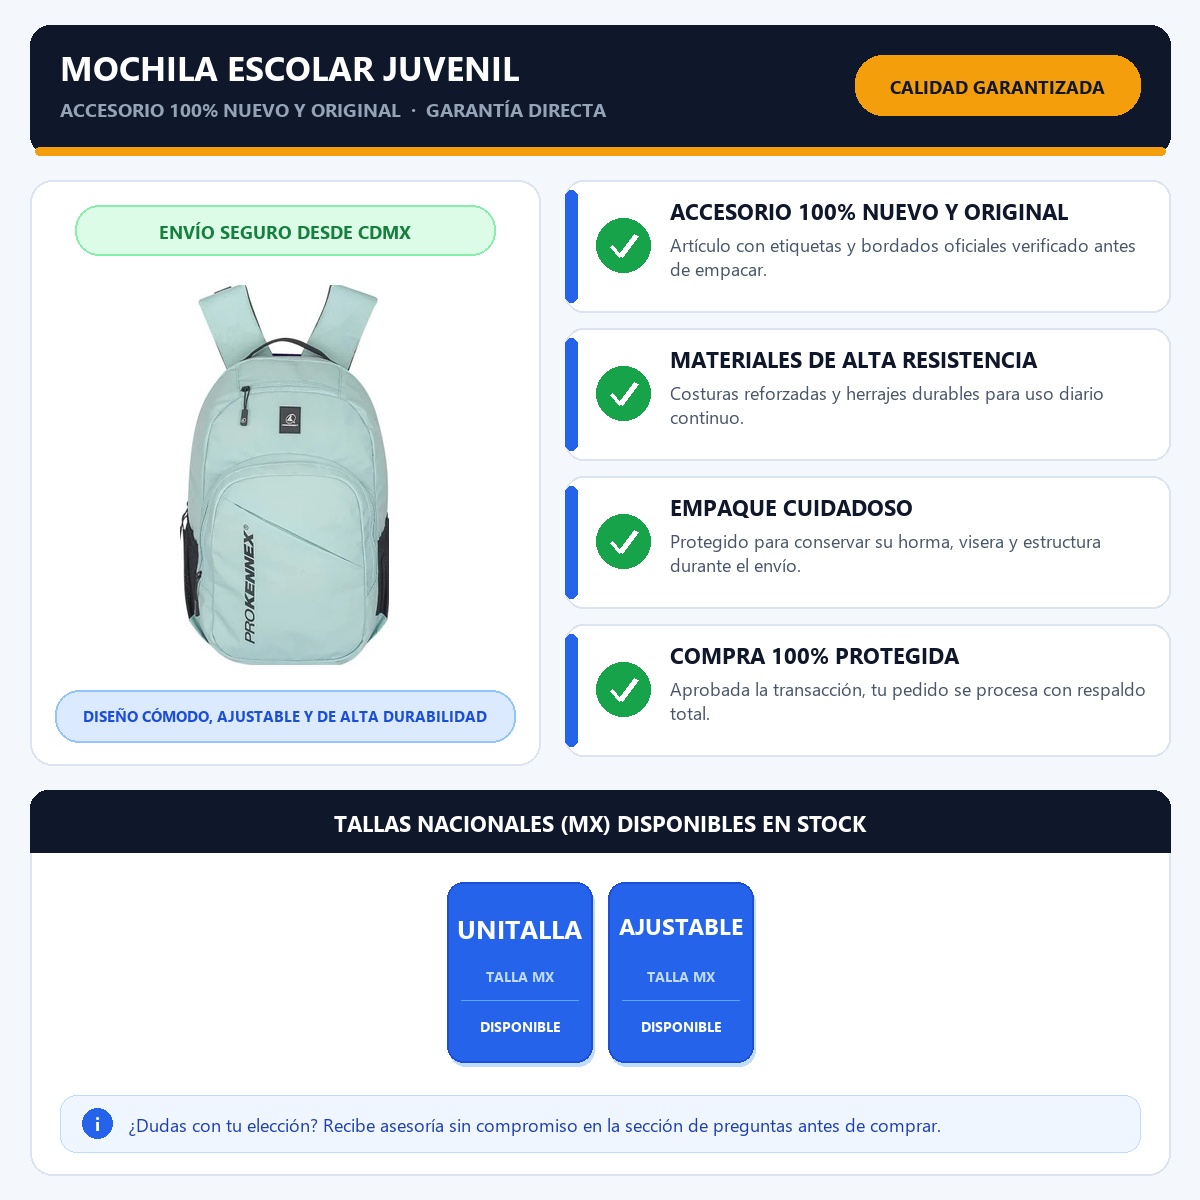 MOCHILA ESCOLAR JUVENIL
ACCESORIO 100% NUEVO Y ORIGINAL · GARANTÍA DIRECTA
CALIDAD GARANTIZADA
ENVÍO SEGURO DESDE CDMX
PROKENNEX®
DISEÑO CÓMODO, AJUSTABLE Y DE ALTA DURABILIDAD
ACCESORIO 100% NUEVO Y ORIGINAL
Artículo con etiquetas y bordados oficiales verificado antes
de empacar.
MATERIALES DE ALTA RESISTENCIA
Costuras reforzadas y herrajes durables para uso diario
continuo.
EMPAQUE CUIDADOSO
Protegido para conservar su horma, visera y estructura
durante el envío.
COMPRA 100% PROTEGIDA
Aprobada la transacción, tu pedido se procesa con respaldo
total.
TALLAS NACIONALES (MX) DISPONIBLES EN STOCK
UNITALLA
TALLA MX
DISPONIBLE
AJUSTABLE
TALLA MX
DISPONIBLE
¿Dudas con tu elección? Recibe asesoría sin compromiso en la sección de preguntas antes de comprar.